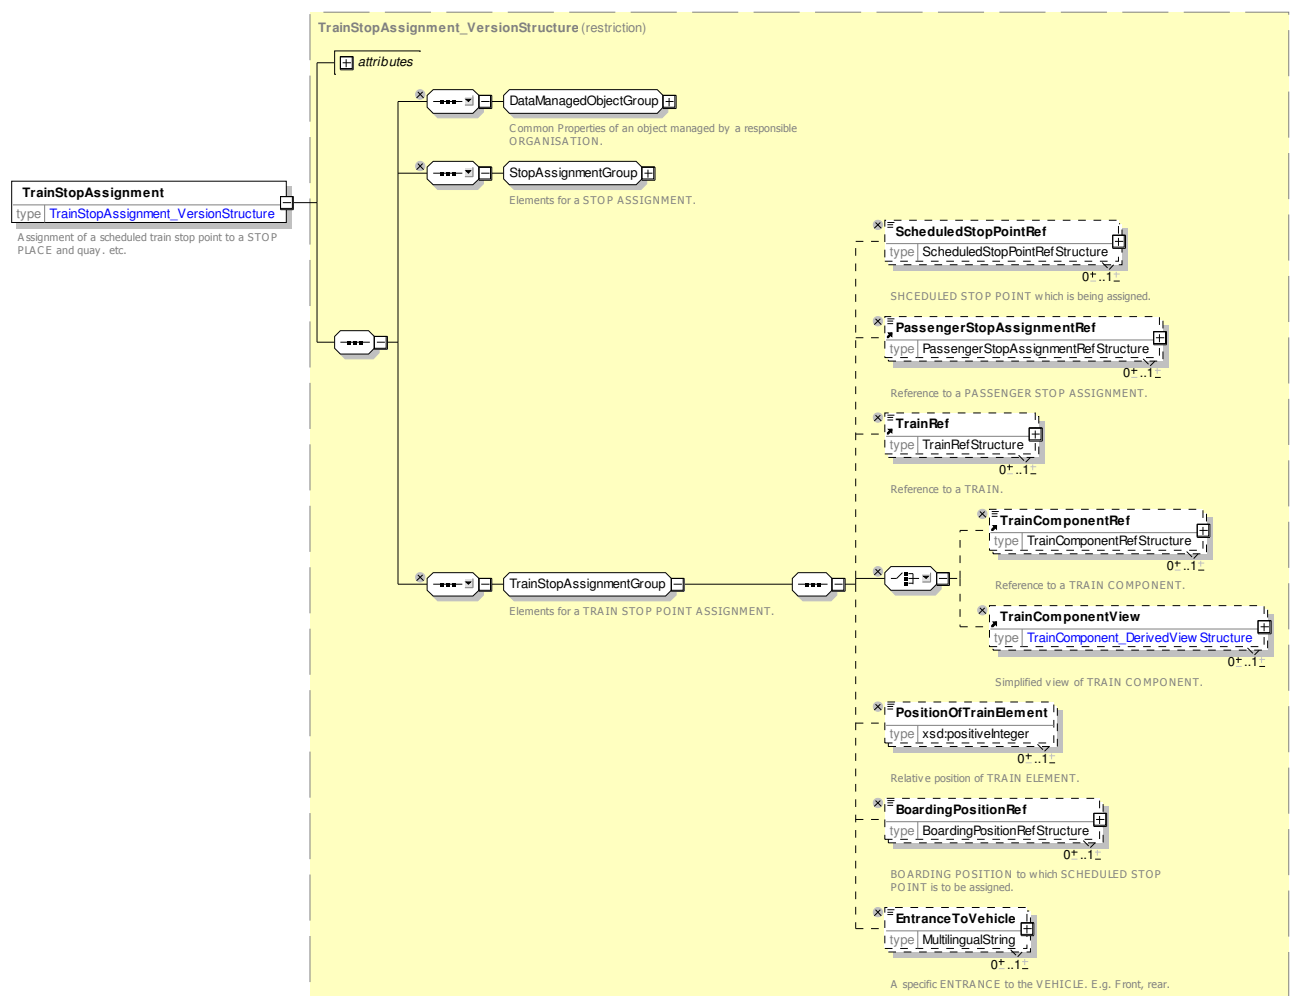 TrainStopAssignment_VersionStructure (restriction)
attributes
DataManagedObjectGroup
Common Properties of an object managed by a responsible
ORGANISATION.
StopAssignmentGroup
Elements for a STOP ASSIGNMENT.
TrainStopAssignment
type TrainStopAssignment_VersionStructure
Assignment of a scheduled train stop point to a STOP
PLACE and quay. etc.
ScheduledStopPointRef
type ScheduledStopPointRefStructure
0..1
SHCEDULED STOP POINT which is being assigned.
PassengerStopAssignmentRef
type PassengerStopAssignmentRefStructure
0..1
Reference to a PASSENGER STOP ASSIGNMENT.
TrainRef
type TrainRefStructure
0..1
Reference to a TRAIN.
TrainStopAssignmentGroup
Elements for a TRAIN STOP POINT ASSIGNMENT.
TrainComponentRef
type TrainComponentRefStructure
0..1
Reference to a TRAIN COMPONENT.
TrainComponentView
type TrainComponent_DerivedViewStructure
0..1
Simplified view of TRAIN COMPONENT.
PositionOfTrainElement
type xsd:positiveInteger
0..1
Relative position of TRAIN ELEMENT.
BoardingPositionRef
type BoardingPositionRefStructure
0..1
BOARDING POSITION to which SCHEDULED STOP
POINT is to be assigned.
EntranceToVehicle
type MultilingualString
0..1
A specific ENTRANCE to the VEHICLE. E.g. Front, rear.